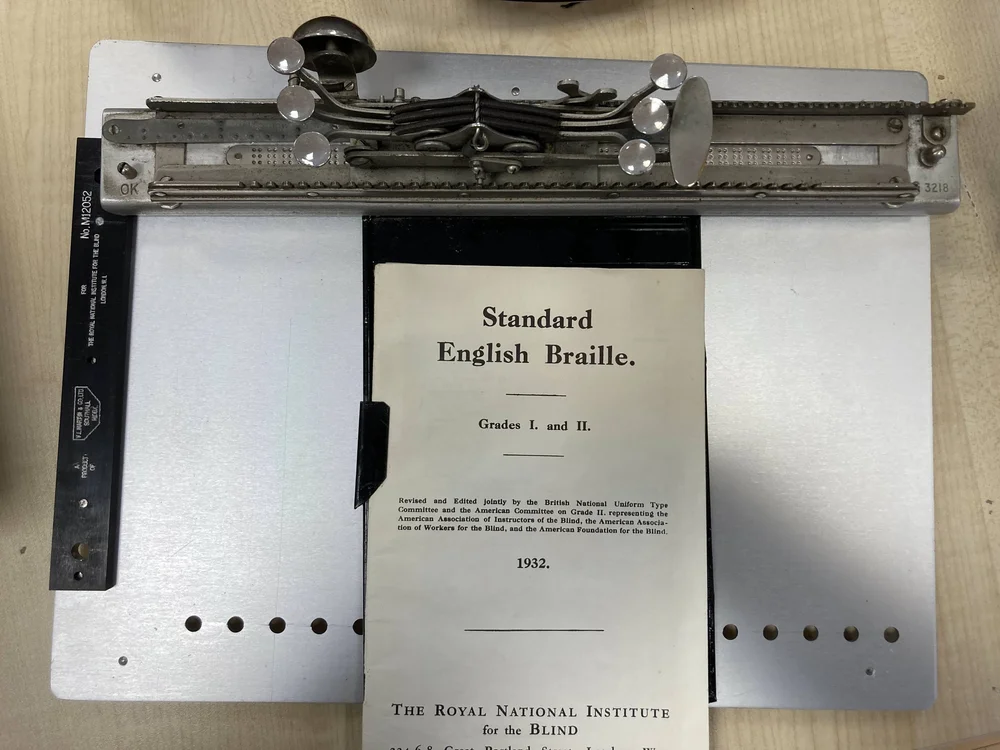 OK
3218
No. M12052
FOR
THE ROYAL NATIONAL INSTITUTE FOR THE BLIND
LONDON, W.1
A
PRODUCT
OF
Standard
English Braille.
Grades I. and II.
Revised and Edited jointly by the British National Uniform Type
Committee and the American Committee on Grade II. representing the
American Association of Instructors of the Blind, the American Associa-
tion of Workers for the Blind, and the American Foundation for the Blind.
1932.
THE ROYAL NATIONAL INSTITUTE
for the BLIND